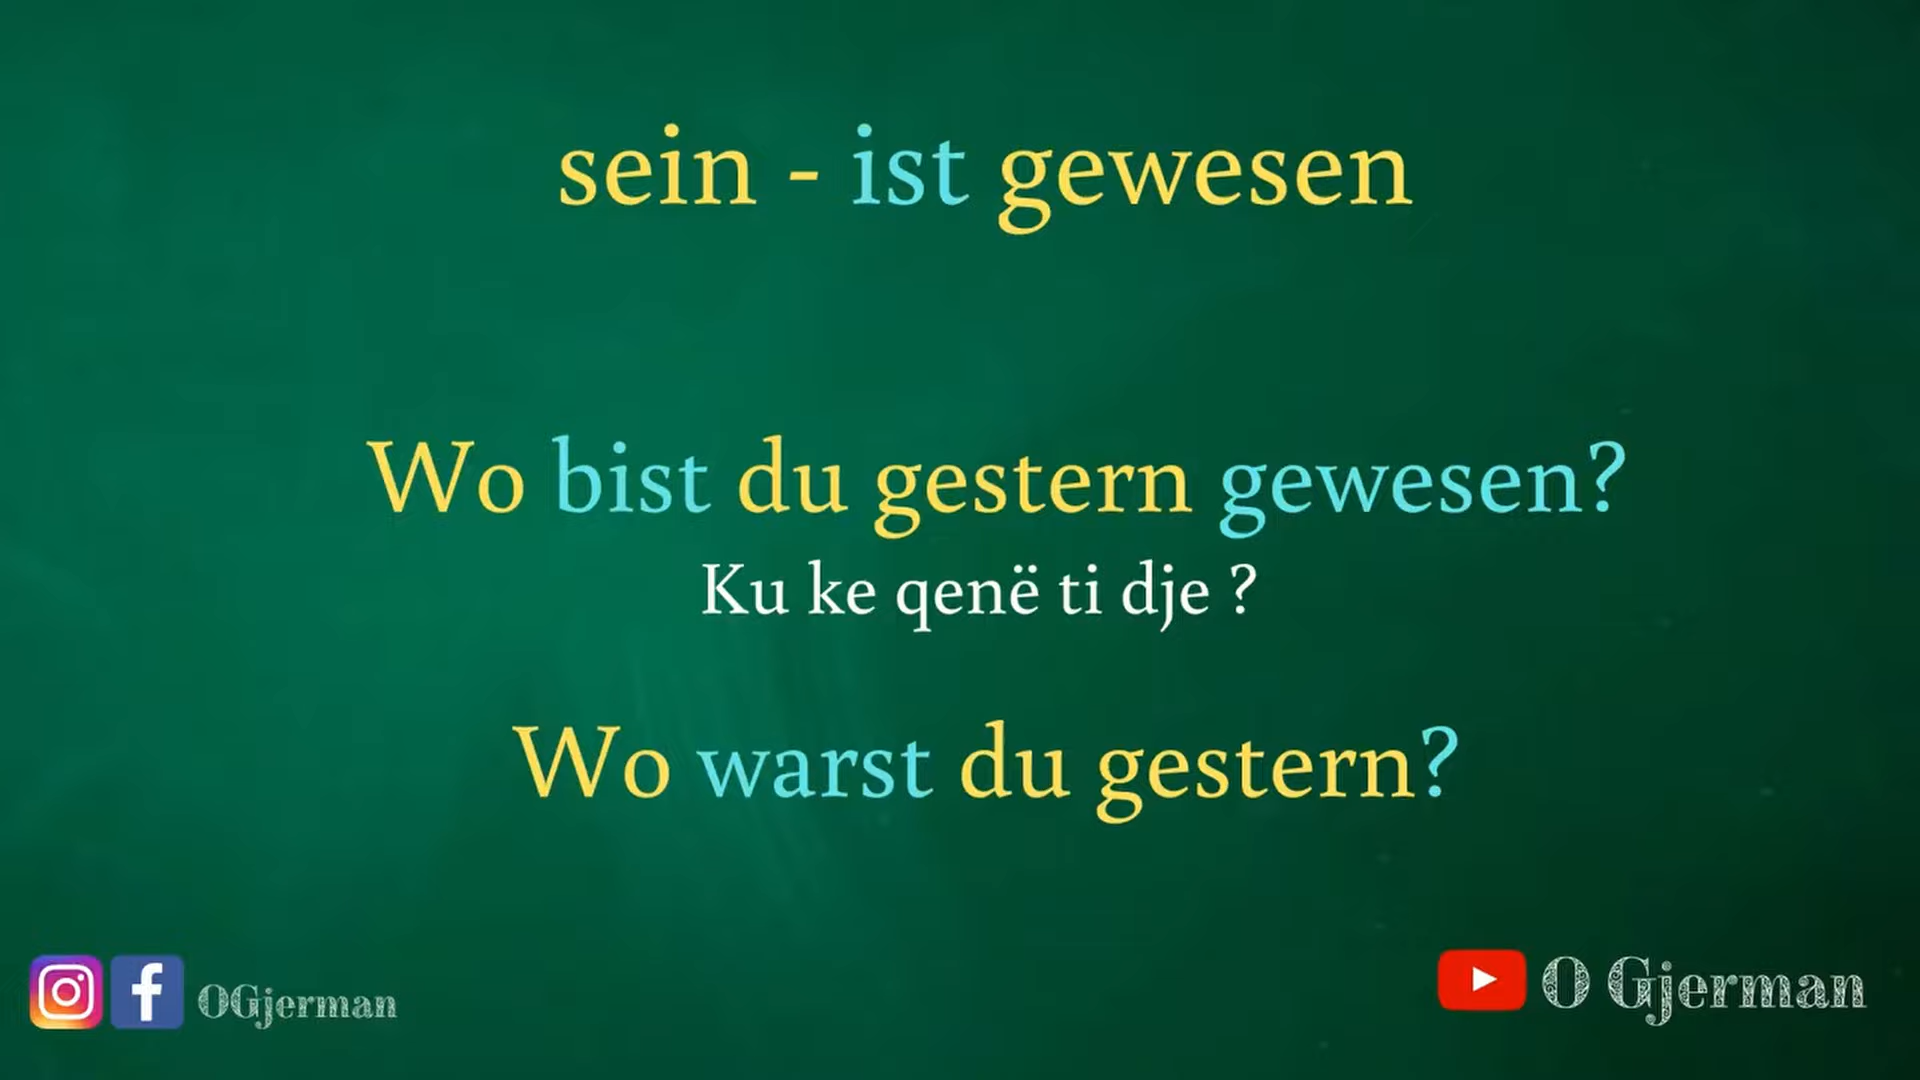 sein - ist gewesen
Wo bist du gestern gewesen?
Ku ke qenë ti dje ?
Wo warst du gestern?
OGjerman
O Gjerman